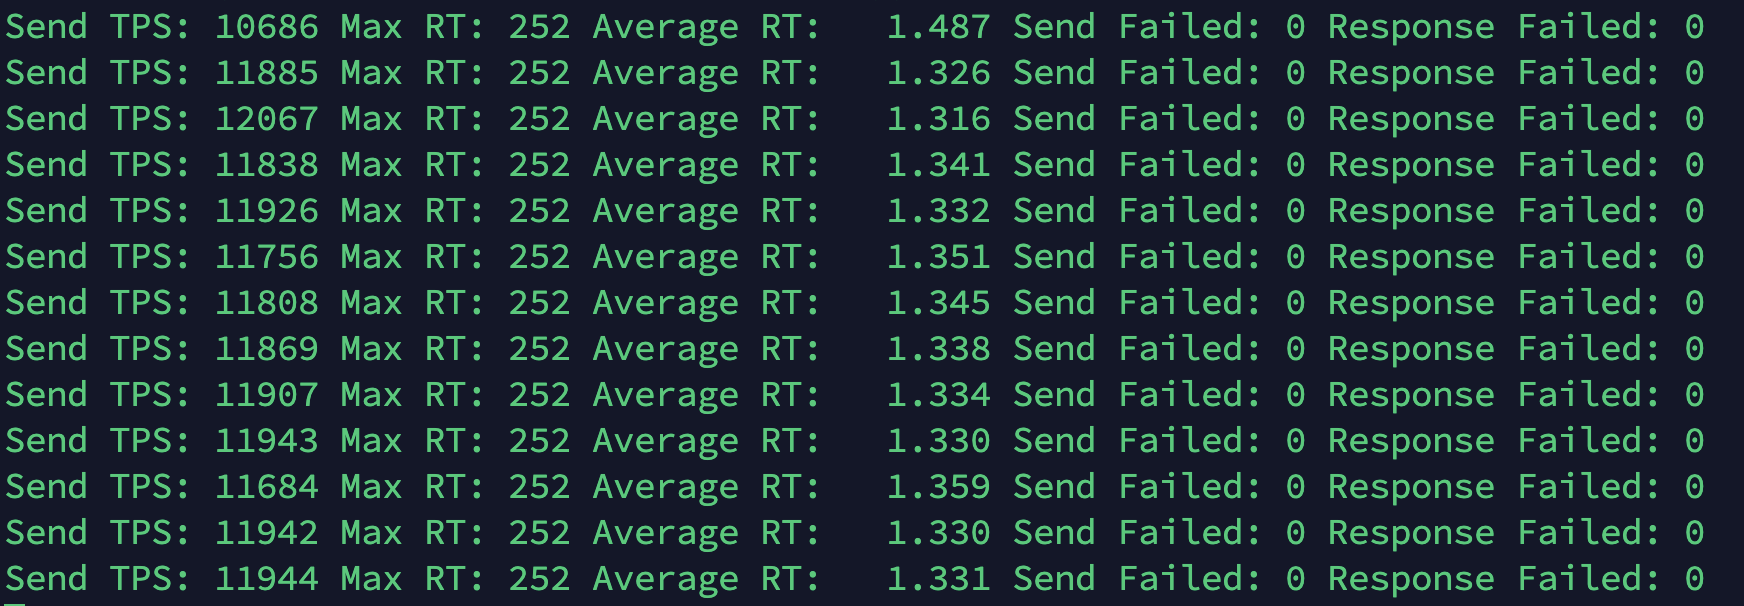 Send TPS: 10686 Max RT: 252 Average RT:   1.487 Send Failed: 0 Response Failed: 0
Send TPS: 11885 Max RT: 252 Average RT:   1.326 Send Failed: 0 Response Failed: 0
Send TPS: 12067 Max RT: 252 Average RT:   1.316 Send Failed: 0 Response Failed: 0
Send TPS: 11838 Max RT: 252 Average RT:   1.341 Send Failed: 0 Response Failed: 0
Send TPS: 11926 Max RT: 252 Average RT:   1.332 Send Failed: 0 Response Failed: 0
Send TPS: 11756 Max RT: 252 Average RT:   1.351 Send Failed: 0 Response Failed: 0
Send TPS: 11808 Max RT: 252 Average RT:   1.345 Send Failed: 0 Response Failed: 0
Send TPS: 11869 Max RT: 252 Average RT:   1.338 Send Failed: 0 Response Failed: 0
Send TPS: 11907 Max RT: 252 Average RT:   1.334 Send Failed: 0 Response Failed: 0
Send TPS: 11943 Max RT: 252 Average RT:   1.330 Send Failed: 0 Response Failed: 0
Send TPS: 11684 Max RT: 252 Average RT:   1.359 Send Failed: 0 Response Failed: 0
Send TPS: 11942 Max RT: 252 Average RT:   1.330 Send Failed: 0 Response Failed: 0
Send TPS: 11944 Max RT: 252 Average RT:   1.331 Send Failed: 0 Response Failed: 0